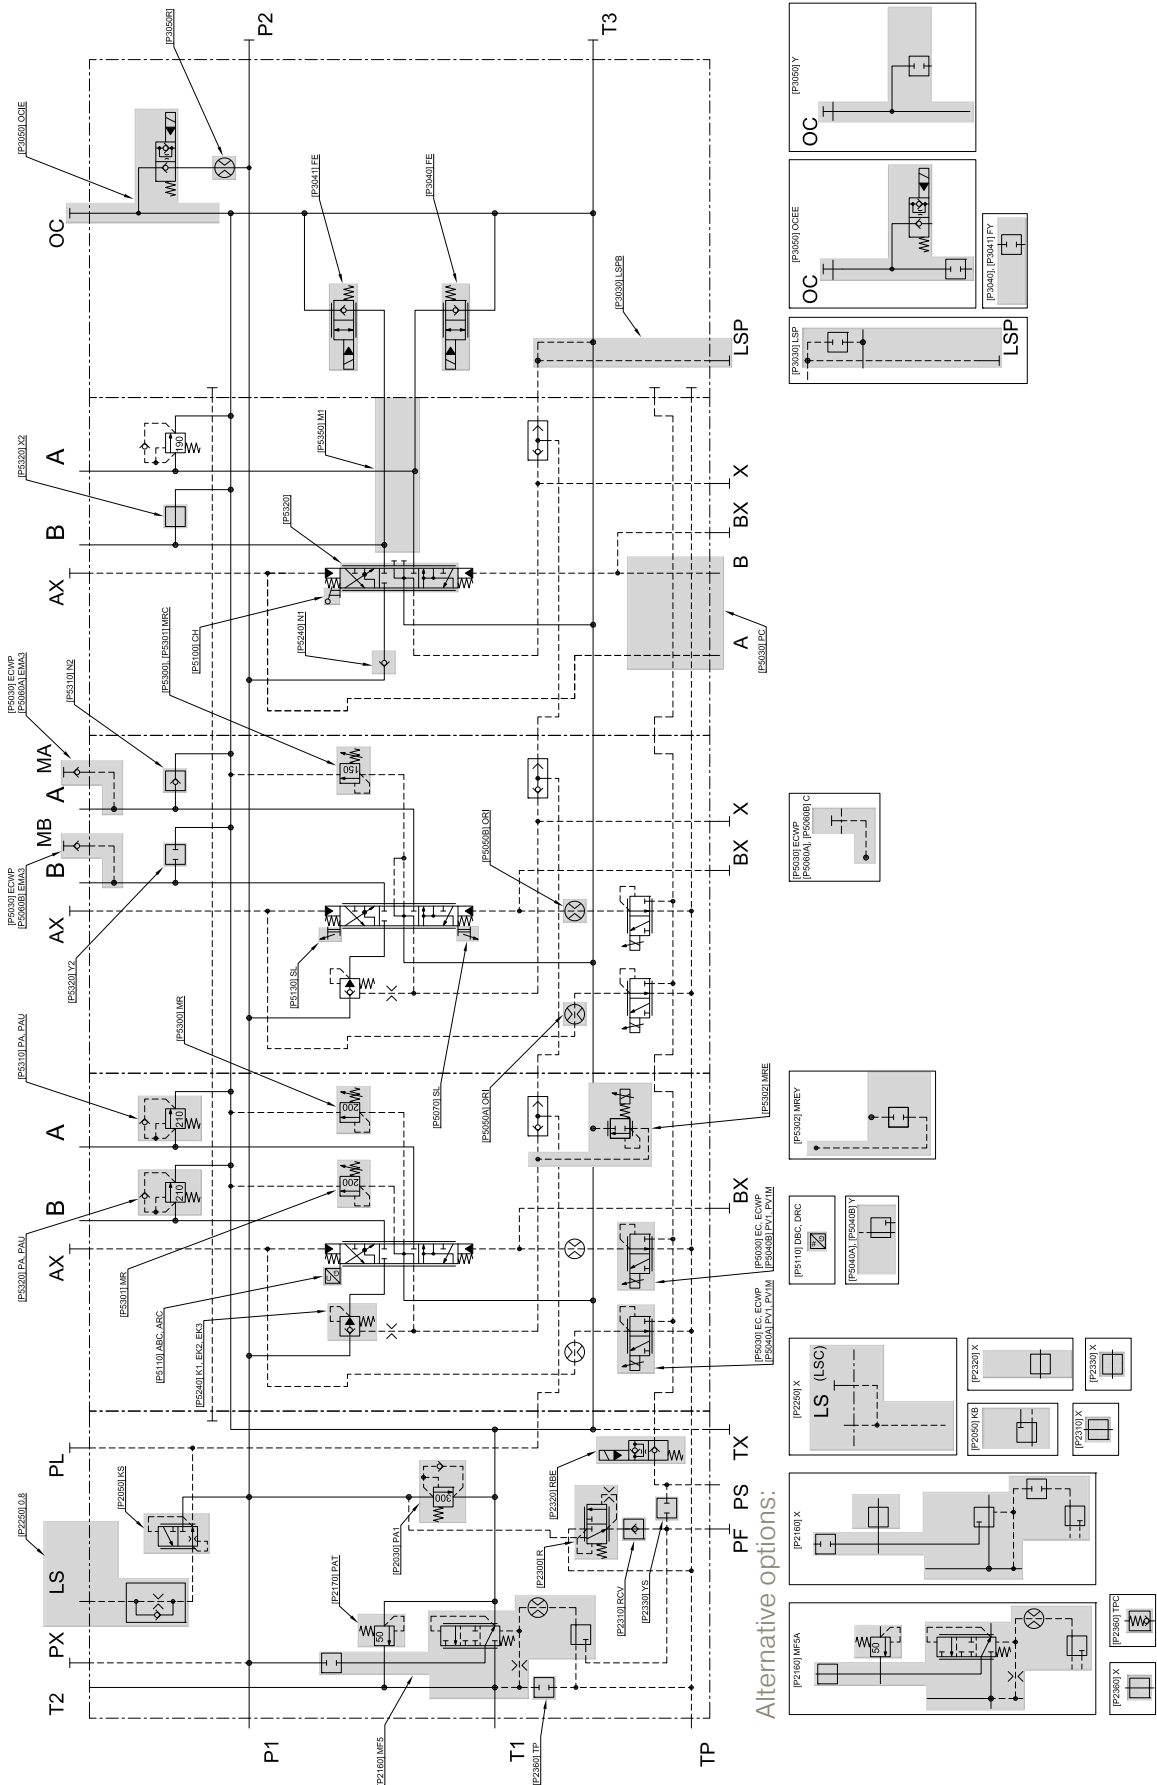 T2
PX
LS
[P2250] 0.8
[P2050] KS
PL
P1
[P2160] MF5
[P2170] PAT
50
[P2030] PA1
300
T1
[P2360] TP
TP
[P2300] R
[P2310] RCV
[P2330] YS
[P2320] RBE
PF
PS
TX
AX
B
A
[P5320] PA, PAU
210
[P5310] PA, PAU
210
[P5301] MR
200
[P5300] MR
200
[P5110] ABC, ARC
[P5240] K1, EK2, EK3
[P5030] EC, ECWP
[P5040A] PV1, PV1M
[P5030] EC, ECWP
[P5040B] PV1, PV1M
BX
[P5302] MRE
AX
B
MB
A
MA
[P5320] Y2
[P5030] ECWP
[P5060B] EMA3
[P5310] N2
[P5030] ECWP
[P5060A] EMA3
[P5130] SL
[P5070] SL
[P5050A] ORI
[P5050B] ORI
[P5300], [P5301] MRC
150
BX
X
AX
B
A
[P5320] X2
190
[P5100] CH
[P5240] N1
[P5320]
[P5350] M1
A
B
[P5030] PC
BX
X
OC
[P3050] OCIE
[P3050R]
P2
[P3041] FE
[P3040] FE
T3
[P3030] LSPB
LSP
Alternative options:
[P2160] MF5A
50
[P2360] X
[P2360] TPC
[P2160] X
[P2250] X
LS (LSC)
[P2050] KB
[P2320] X
[P2310] X
[P2330] X
[P5110] DBC, DRC
[P5040A], [P5040B] Y
[P5302] MREY
[P5030] ECWP
[P5060A], [P5060B] C
[P3030] LSP
LSP
[P3050] OCEE
OC
[P3040], [P3041] FY
[P3050] Y
OC